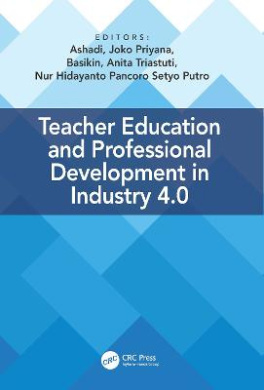 EDITORS:
Ashadi, Joko Priyana,
Basikin, Anita Triastuti,
Nur Hidayanto Pancoro Setyo Putro
Teacher Education
and Professional
Development in
Industry 4.0
CRC
CRC Press